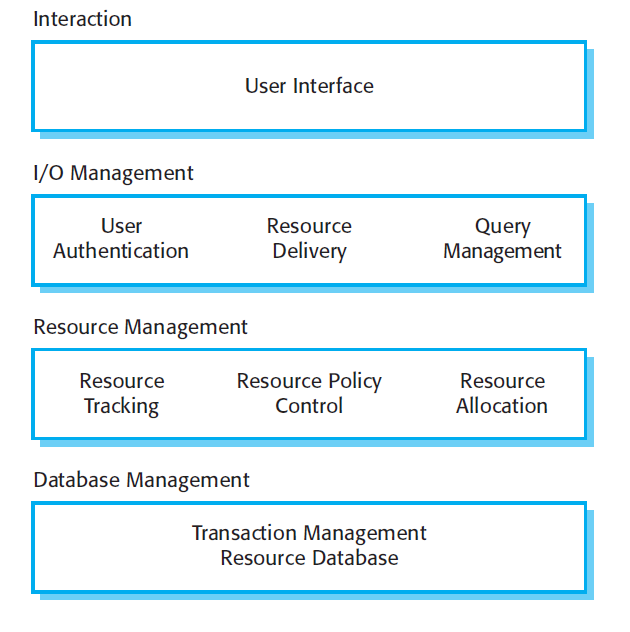 Interaction
User Interface
I/O Management
User Authentication
Resource Delivery
Query Management
Resource Management
Resource Tracking
Resource Policy Control
Resource Allocation
Database Management
Transaction Management
Resource Database